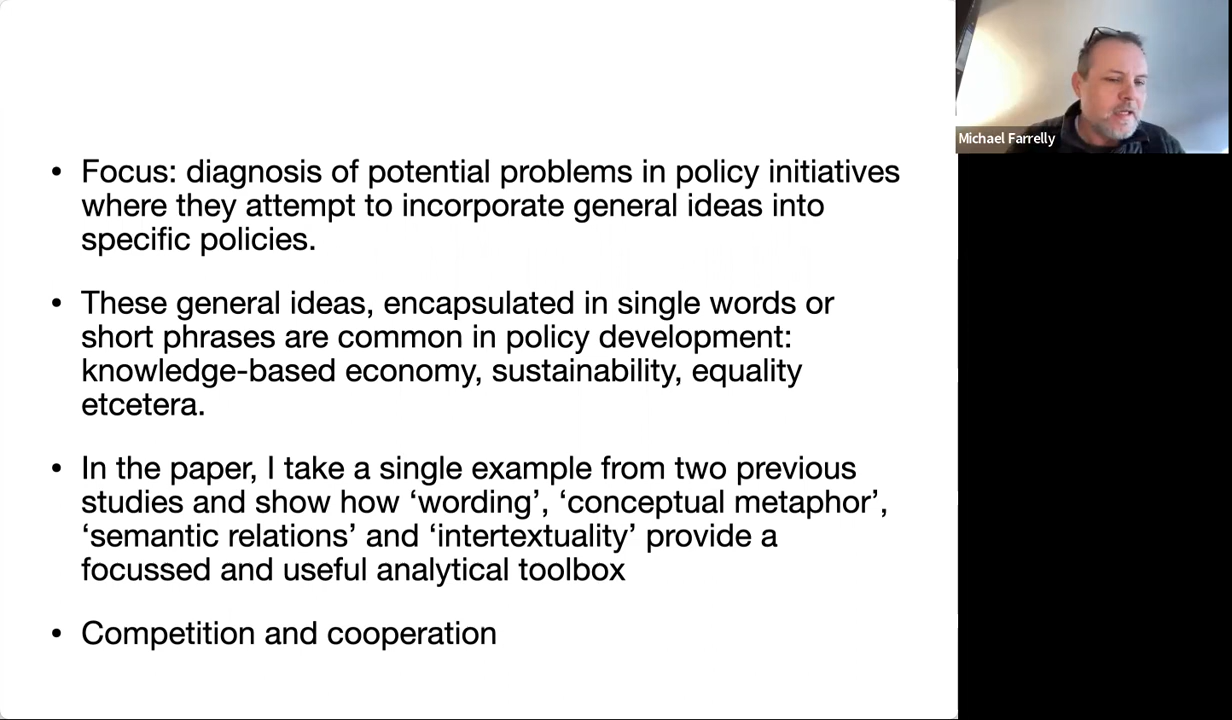 • Focus: diagnosis of potential problems in policy initiatives
where they attempt to incorporate general ideas into
specific policies.
• These general ideas, encapsulated in single words or
short phrases are common in policy development:
knowledge-based economy, sustainability, equality
etcetera.
• In the paper, I take a single example from two previous
studies and show how ‘wording’, ‘conceptual metaphor’,
‘semantic relations’ and ‘intertextuality’ provide a
focussed and useful analytical toolbox
• Competition and cooperation
Michael Farrelly